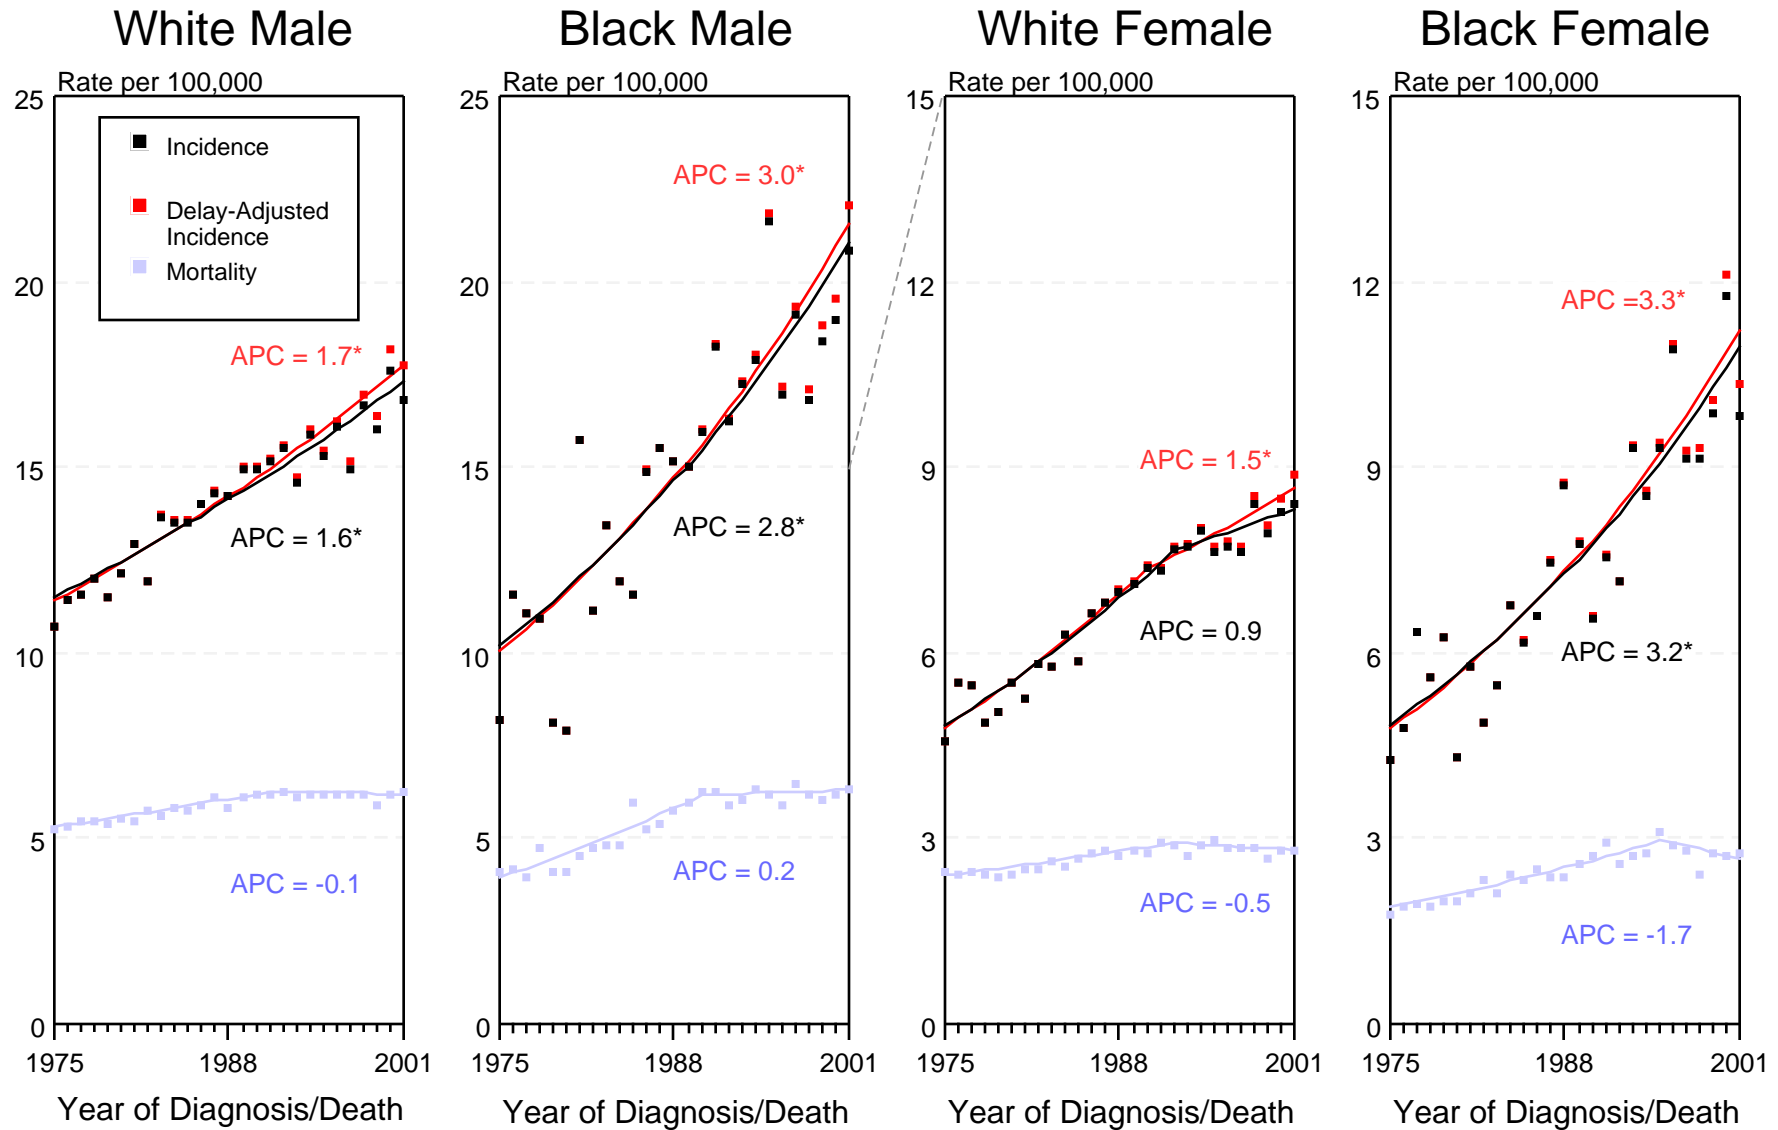 White Male
Black Male
White Female
Black Female
Rate per 100,000
25
20
15
10
5
0
Incidence
Delay-Adjusted
Incidence
Mortality
APC = 1.7*
APC = 1.6*
APC = -0.1
1975
1988
2001
Year of Diagnosis/Death
25
20
15
10
5
0
APC = 3.0*
APC = 2.8*
APC = 0.2
1975
1988
2001
Year of Diagnosis/Death
Rate per 100,000
15
12
9
6
3
0
APC = 1.5*
APC = 0.9
APC = -0.5
1975
1988
2001
Year of Diagnosis/Death
Rate per 100,000
15
12
9
6
3
0
APC =3.3*
APC = 3.2*
APC = -1.7
1975
1988
2001
Year of Diagnosis/Death
Rate per 100,000